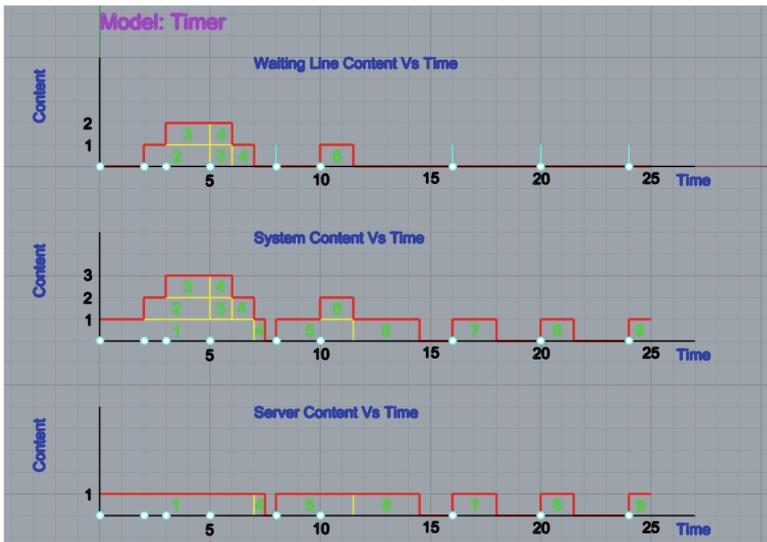 Model: Timer
Waiting Line Content Vs Time
Content
2
1
3 4
2 3 4 6
5 10 15 20 25 Time
System Content Vs Time
Content
3
2
1
3 4
2 3 4 6
1 4 5 6 7 8 9
5 10 15 20 25 Time
Server Content Vs Time
Content
1
1 4 5 6 7 8 9
5 10 15 20 25 Time